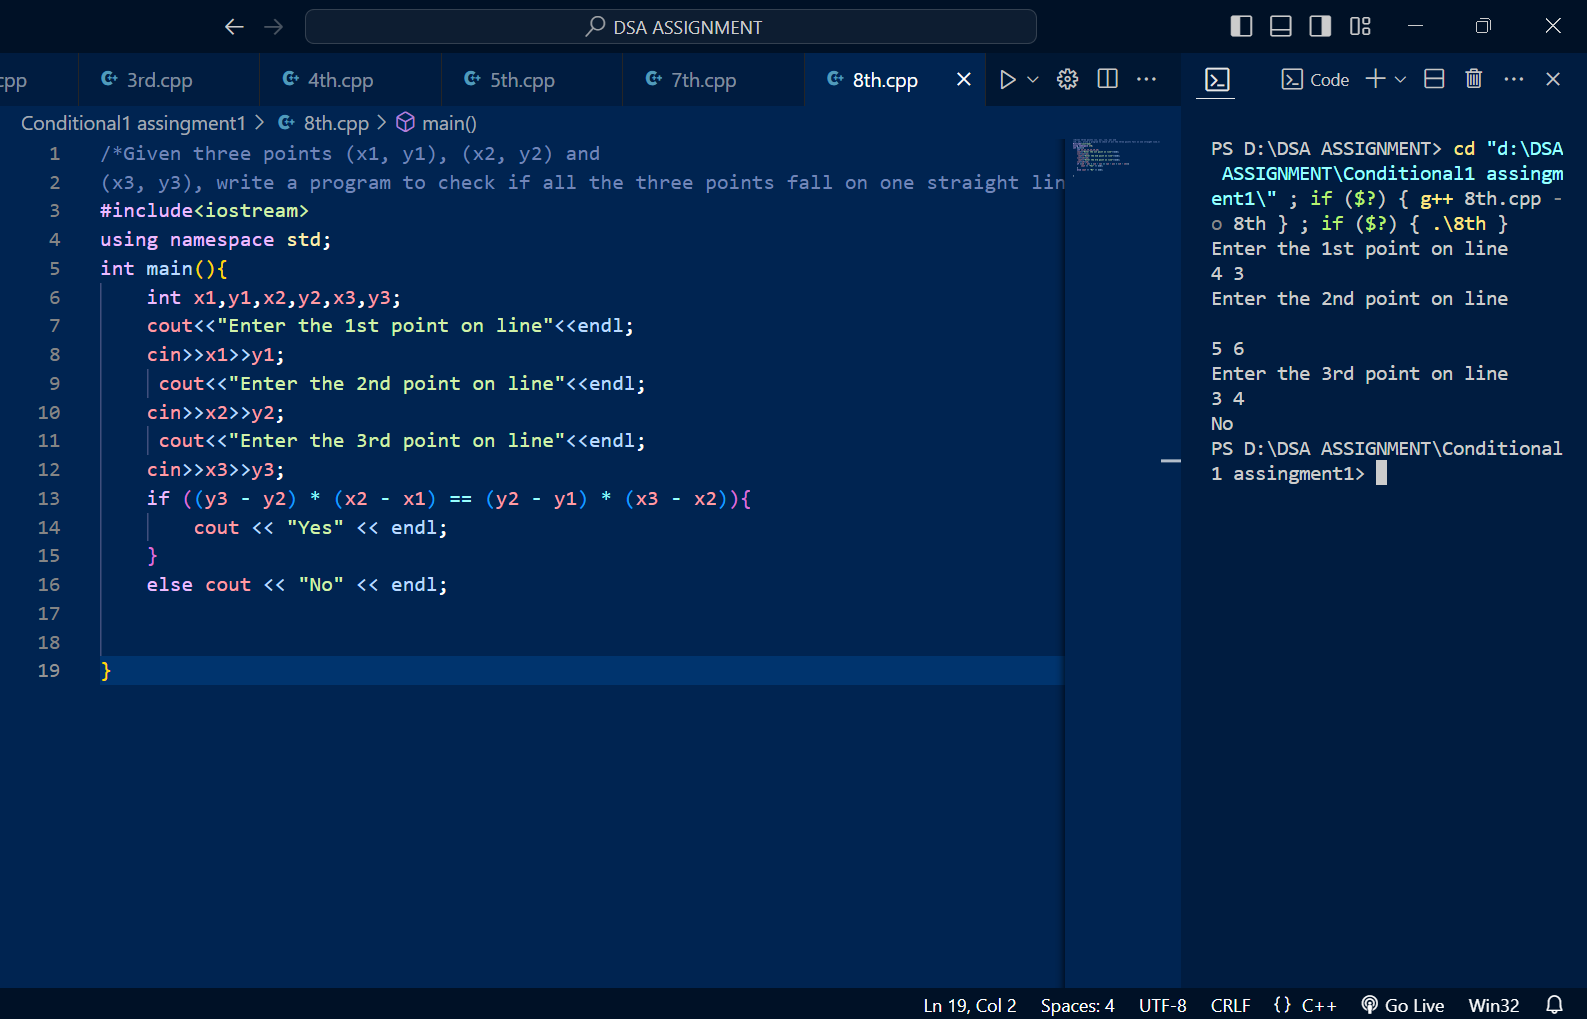 DSA ASSIGNMENT
cpp
3rd.cpp
4th.cpp
5th.cpp
7th.cpp
8th.cpp
Code
Conditional1 assingment1 > 8th.cpp > main()
1 /*Given three points (x1, y1), (x2, y2) and
2 (x3, y3), write a program to check if all the three points fall on one straight lin
3 #include<iostream>
4 using namespace std;
5 int main(){
6 int x1,y1,x2,y2,x3,y3;
7 cout<<"Enter the 1st point on line"<<endl;
8 cin>>x1>>y1;
9 cout<<"Enter the 2nd point on line"<<endl;
10 cin>>x2>>y2;
11 cout<<"Enter the 3rd point on line"<<endl;
12 cin>>x3>>y3;
13 if ((y3 - y2) * (x2 - x1) == (y2 - y1) * (x3 - x2)){
14 cout << "Yes" << endl;
15 }
16 else cout << "No" << endl;
17
18
19 }
PS D:\DSA ASSIGNMENT> cd "d:\DSA
ASSIGNMENT\Conditional1 assingm
ent1\" ; if ($?) { g++ 8th.cpp -
o 8th } ; if ($?) { .\8th }
Enter the 1st point on line
4 3
Enter the 2nd point on line
5 6
Enter the 3rd point on line
3 4
No
PS D:\DSA ASSIGNMENT\Conditional
1 assingment1>
Ln 19, Col 2 Spaces: 4 UTF-8 CRLF {} C++ Go Live Win32